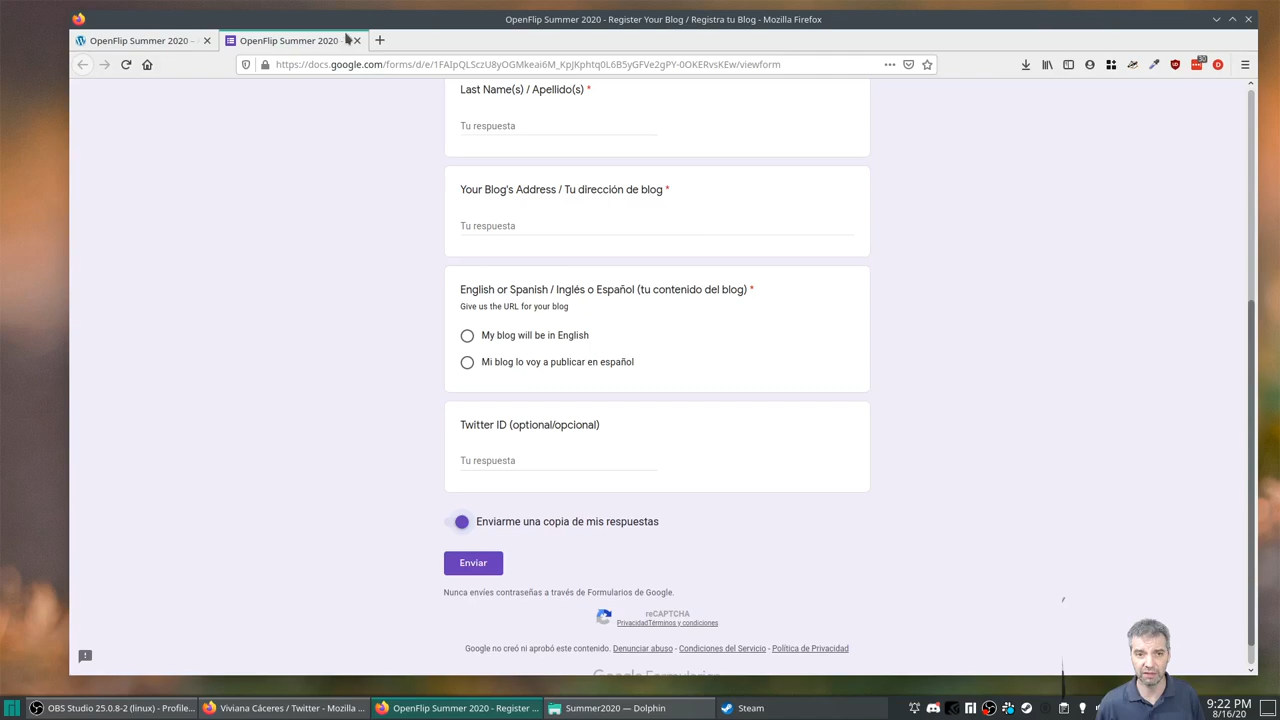 OpenFlip Summer 2020 - Register Your Blog / Registra tu Blog - Mozilla Firefox
OpenFlip Summer 2020 –
OpenFlip Summer 2020
https://docs.google.com/forms/d/e/1FAIpQLSczU8yOGMkeai6M_KpJKphtq0L6B5yGFVe2gPY-0OKERvsKEw/viewform
Last Name(s) / Apellido(s) *
Tu respuesta
Your Blog's Address / Tu dirección de blog *
Tu respuesta
English or Spanish / Inglés o Español (tu contenido del blog) *
Give us the URL for your blog
My blog will be in English
Mi blog lo voy a publicar en español
Twitter ID (optional/opcional)
Tu respuesta
Enviarme una copia de mis respuestas
Enviar
Nunca envíes contraseñas a través de Formularios de Google.
reCAPTCHA
PrivacidadTérminos y condiciones
Google no creó ni aprobó este contenido. Denunciar abuso - Condiciones del Servicio - Política de Privacidad
Google Formularios
OBS Studio 25.0.8-2 (linux) - Profile...
Viviana Cáceres / Twitter - Mozilla ...
OpenFlip Summer 2020 - Register ...
Summer2020 — Dolphin
Steam
9:22 PM
8/16/20